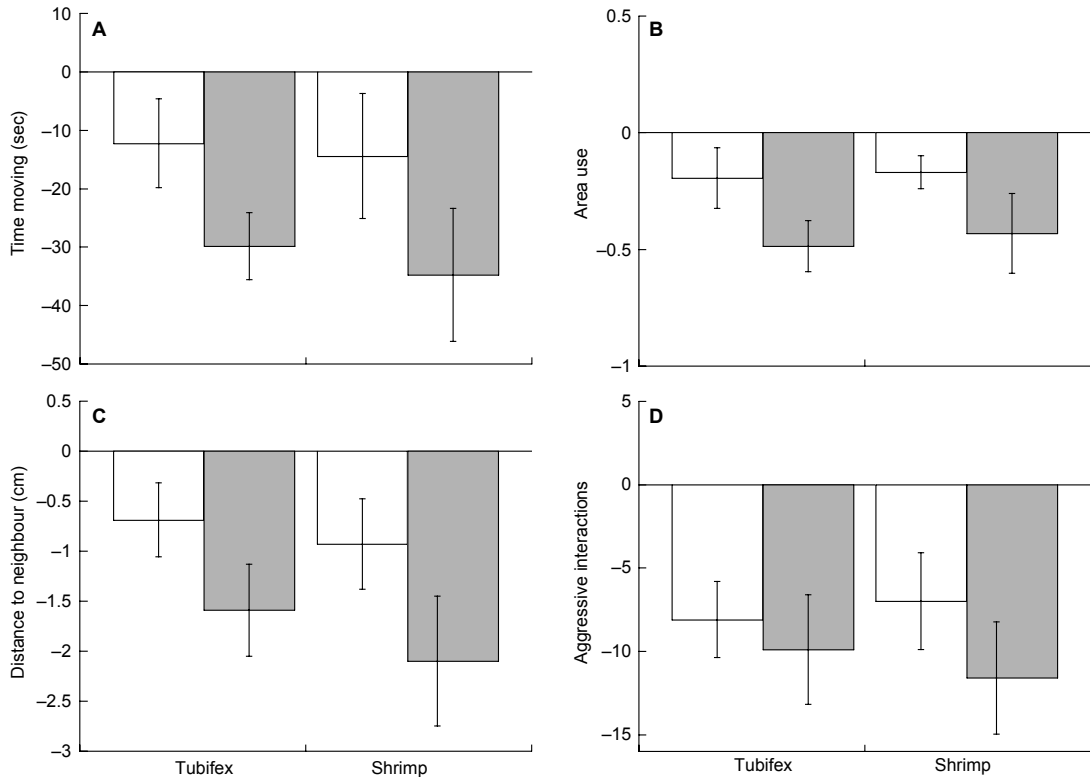 A
10
0
–10
–20
–30
–40
–50
Time moving (sec)
B
0.5
0
–0.5
–1
Area use
C
0.5
0
–0.5
–1
–1.5
–2
–2.5
–3
Distance to neighbour (cm)
Tubifex Shrimp
D
5
0
–5
–10
–15
Aggressive interactions
Tubifex Shrimp